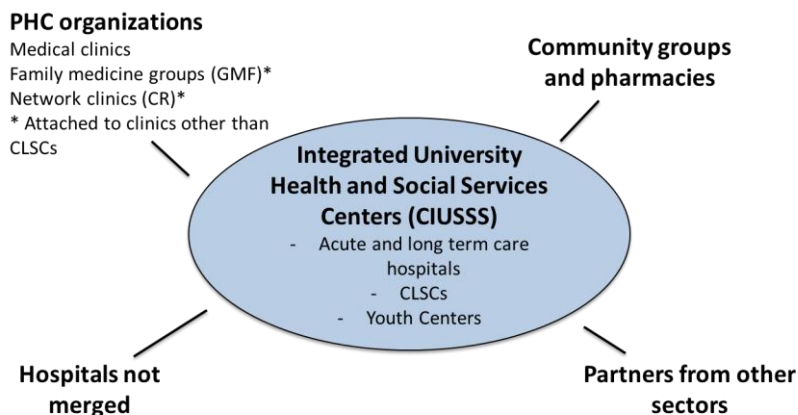 PHC organizations
Medical clinics
Family medicine groups (GMF)*
Network clinics (CR)*
* Attached to clinics other than
CLSCs
Community groups
and pharmacies
Integrated University
Health and Social Services
Centers (CIUSSS)
- Acute and long term care
hospitals
- CLSCs
- Youth Centers
Hospitals not
merged
Partners from other
sectors